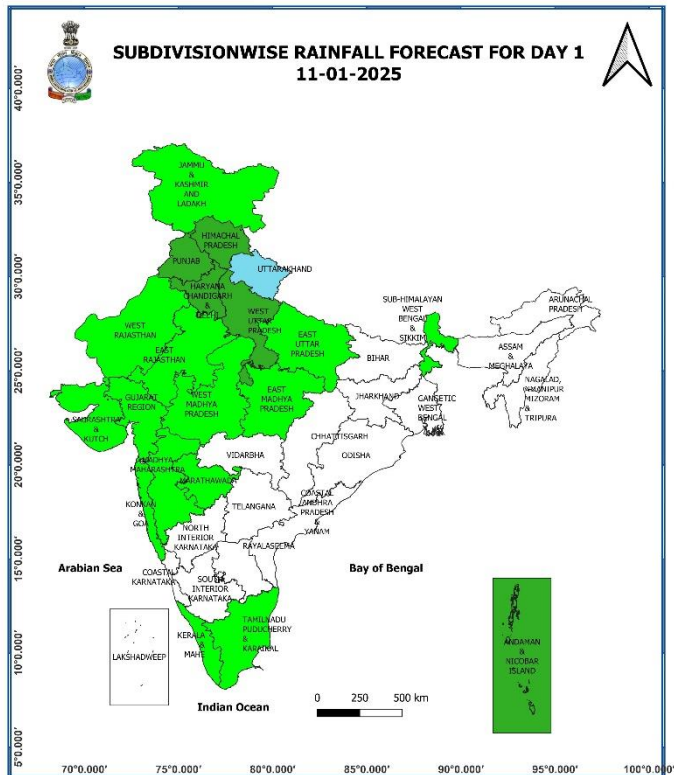 SUBDIVISIONWISE RAINFALL FORECAST FOR DAY 1
11-01-2025
40°0.000'
35°0.000'
30°0.000'
25°0.000'
20°0.000'
15°0.000'
10°0.000'
5°0.000'
JAMMU
&
KASHMIR
AND
LADAKH
HIMACHAL
PRADESH
PUNJAB
UTTARAKHAND
HARYANA
CHANDIGARH
&
DELHI
WEST
UTTAR
PRADESH
EAST
UTTAR
PRADESH
WEST
RAJASTHAN
EAST
RAJASTHAN
SUB-HIMALAYAN
WEST
BENGAL
&
SIKKIM
ARUNACHAL
PRADESH
ASSAM
&
MEGHALAYA
NAGALAD,
MANIPUR
MIZORAM
&
TRIPURA
BIHAR
JHARKHAND
GANGETIC
WEST
BENGAL
GUJARAT
REGION
SAURASHTRA
&
KUTCH
WEST
MADHYA
PRADESH
EAST
MADHYA
PRADESH
CHHATITSGARH
ODISHA
VIDARBHA
MADHYA
MAHARASHTRA
MARATHAWADA
KONKAN
&
GOA
TELANGANA
COASTAL
ANDHRA
PRADESH
&
YANAM
NORTH
INTERIOR
KARNATAKA
RAYALASEEMA
COASTAL
KARNATAKA
SOUTH
INTERIOR
KARNATAKA
Arabian Sea
Bay of Bengal
LAKSHADWEEP
KERALA
&
MAHE
TAMILNADU
PUDUCHERRY
&
KARAIKAL
ANDAMAN
&
NICOBAR
ISLAND
Indian Ocean
0 250 500 km
70°0.000' 75°0.000' 80°0.000' 85°0.000' 90°0.000' 95°0.000' 100°0.000'